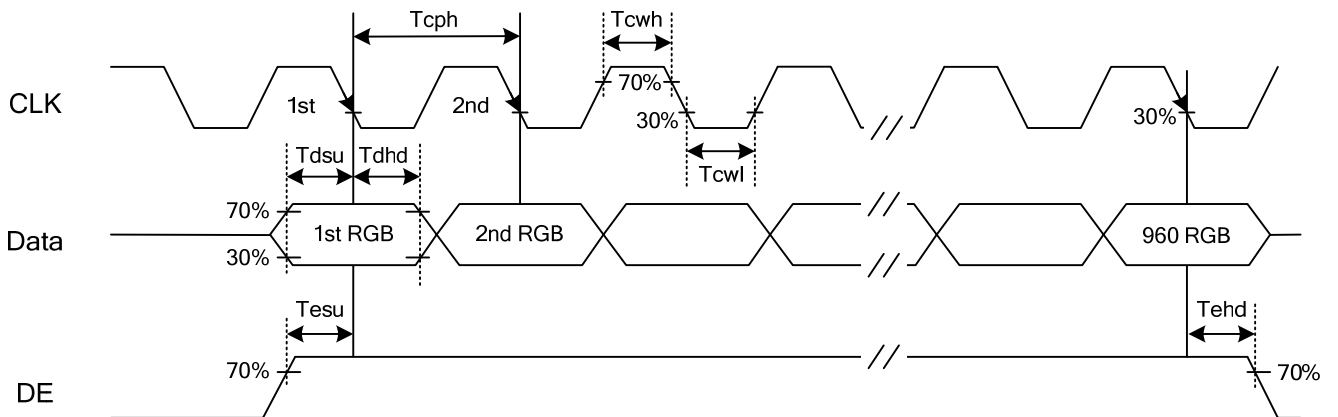 Tcph
Tcwh
CLK
1st
2nd
70%
30%
30%
Tcwl
Tdsu
Tdhd
Data
70%
30%
1st RGB
2nd RGB
960 RGB
Tesu
Tehd
DE
70%
70%